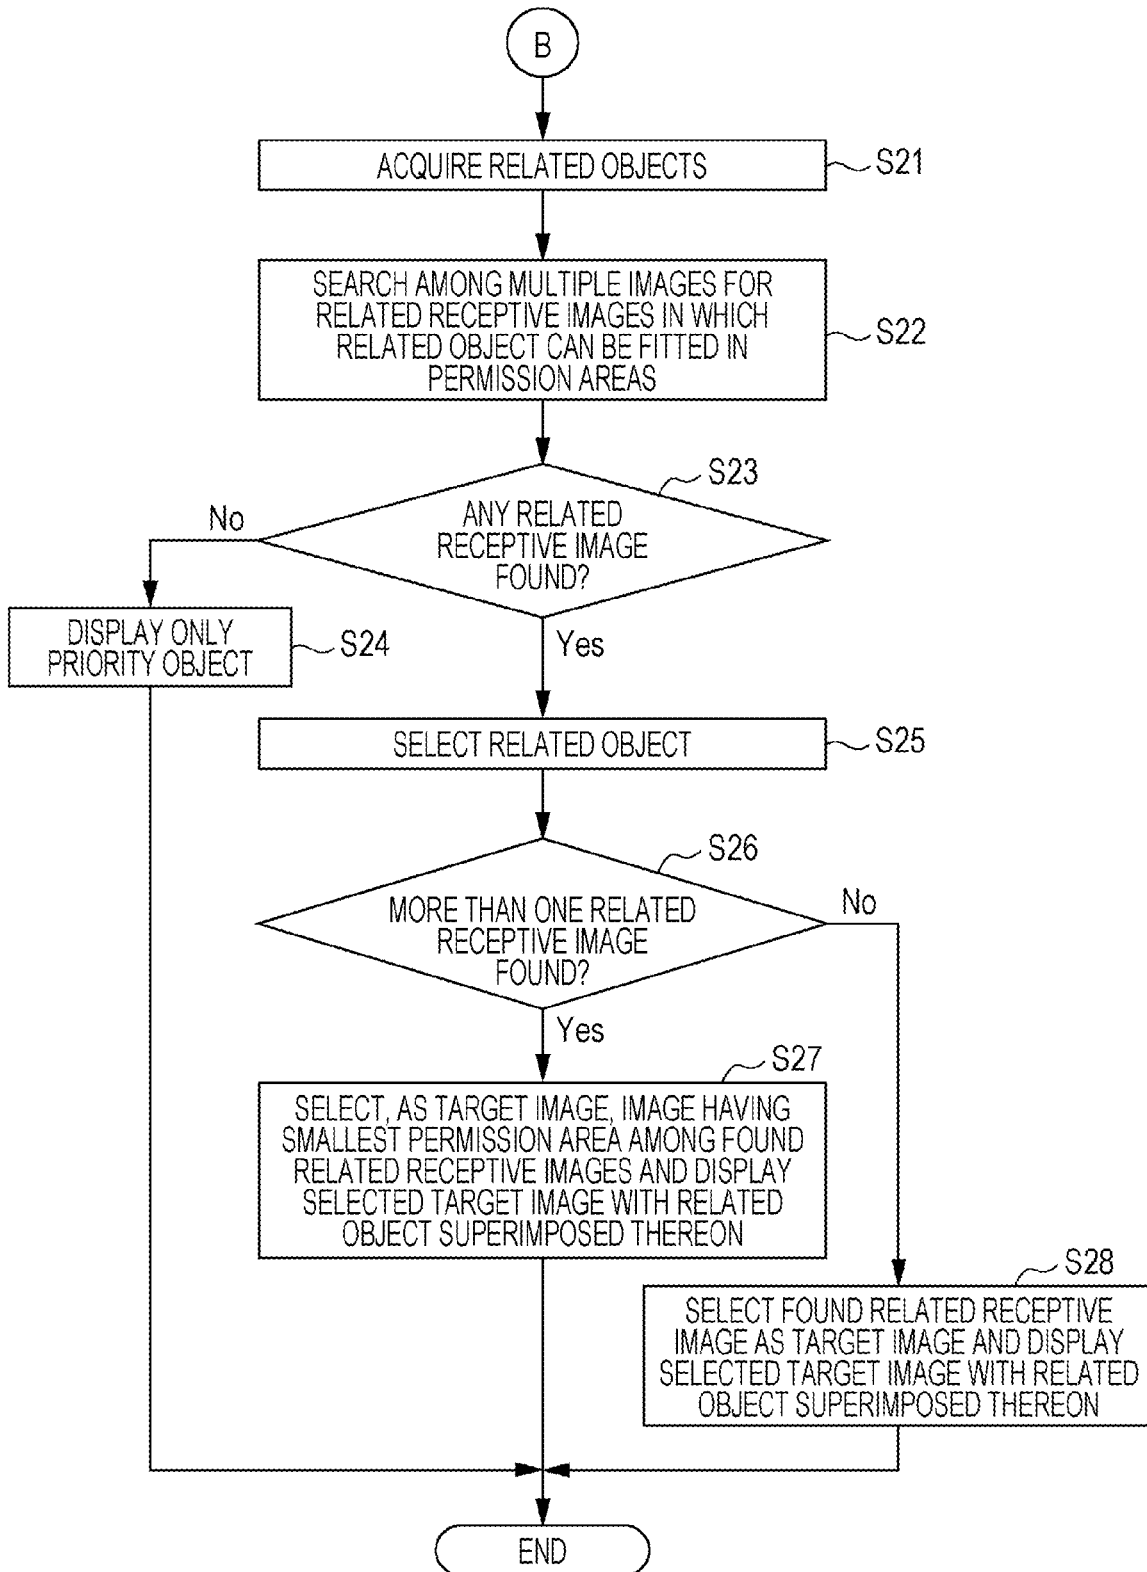 B
ACQUIRE RELATED OBJECTS
S21
SEARCH AMONG MULTIPLE IMAGES FOR
RELATED RECEPTIVE IMAGES IN WHICH
RELATED OBJECT CAN BE FITTED IN
PERMISSION AREAS
S22
S23
ANY RELATED
RECEPTIVE IMAGE
FOUND?
No
Yes
DISPLAY ONLY
PRIORITY OBJECT
S24
SELECT RELATED OBJECT
S25
S26
MORE THAN ONE RELATED
RECEPTIVE IMAGE
FOUND?
No
Yes
S27
SELECT, AS TARGET IMAGE, IMAGE HAVING
SMALLEST PERMISSION AREA AMONG FOUND
RELATED RECEPTIVE IMAGES AND DISPLAY
SELECTED TARGET IMAGE WITH RELATED
OBJECT SUPERIMPOSED THEREON
S28
SELECT FOUND RELATED RECEPTIVE
IMAGE AS TARGET IMAGE AND DISPLAY
SELECTED TARGET IMAGE WITH RELATED
OBJECT SUPERIMPOSED THEREON
END